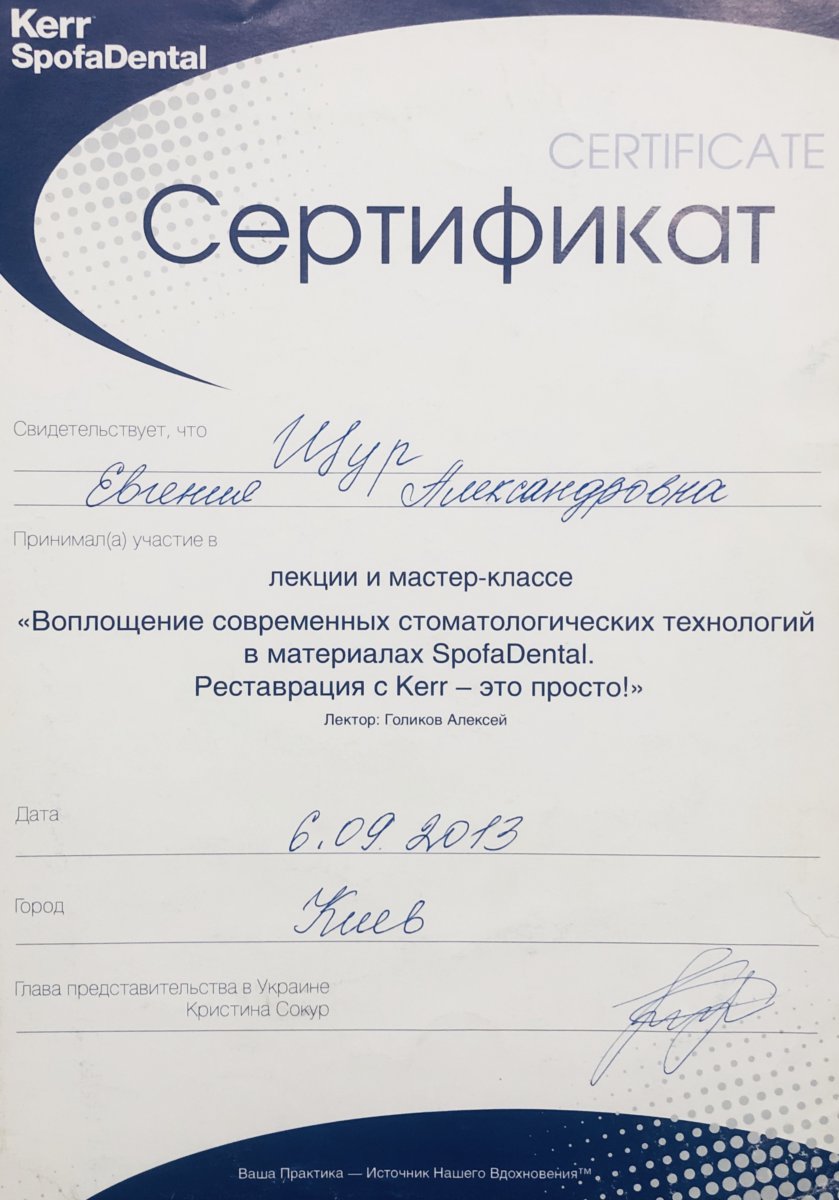 Kerr
SpofaDental
CERTIFICATE
Сертификат
Свидетельствует, что
Щур
Евгения Александровна
Принимал(а) участие в
лекции и мастер-классе
«Воплощение современных стоматологических технологий
в материалах SpofaDental.
Реставрация с Kerr – это просто!»
Лектор: Голиков Алексей
Дата
6.09.2013
Город
Киев
Глава представительства в Украине
Кристина Сокур
Ваша Практика — Источник Нашего Вдохновения™